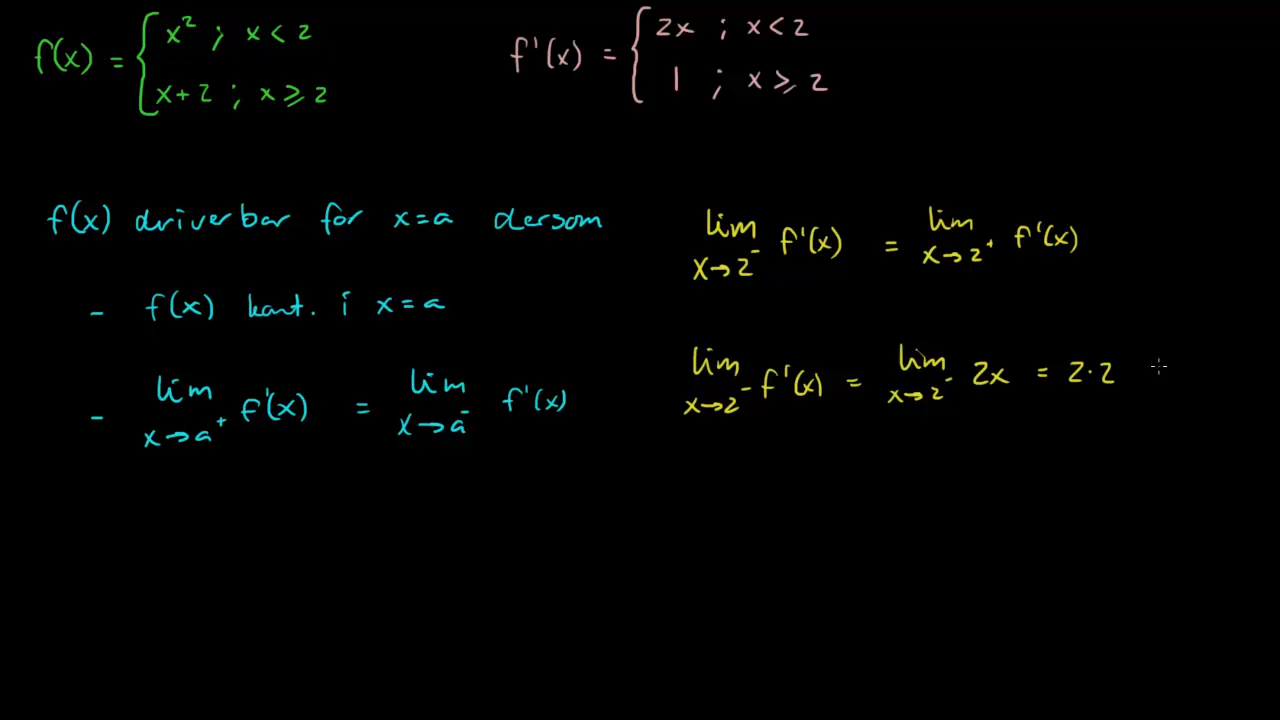 f(x) = { x² ; x < 2
x+2 ; x ⩾ 2
f'(x) = { 2x ; x < 2
1 ; x ⩾ 2
f(x) driverbar for x=a dersom
- f(x) kont. i x=a
- lim x→a⁺ f'(x) = lim x→a⁻ f'(x)
lim x→2⁻ f'(x) = lim x→2⁺ f'(x)
lim x→2⁻ f'(x) = lim x→2⁻ 2x = 2·2